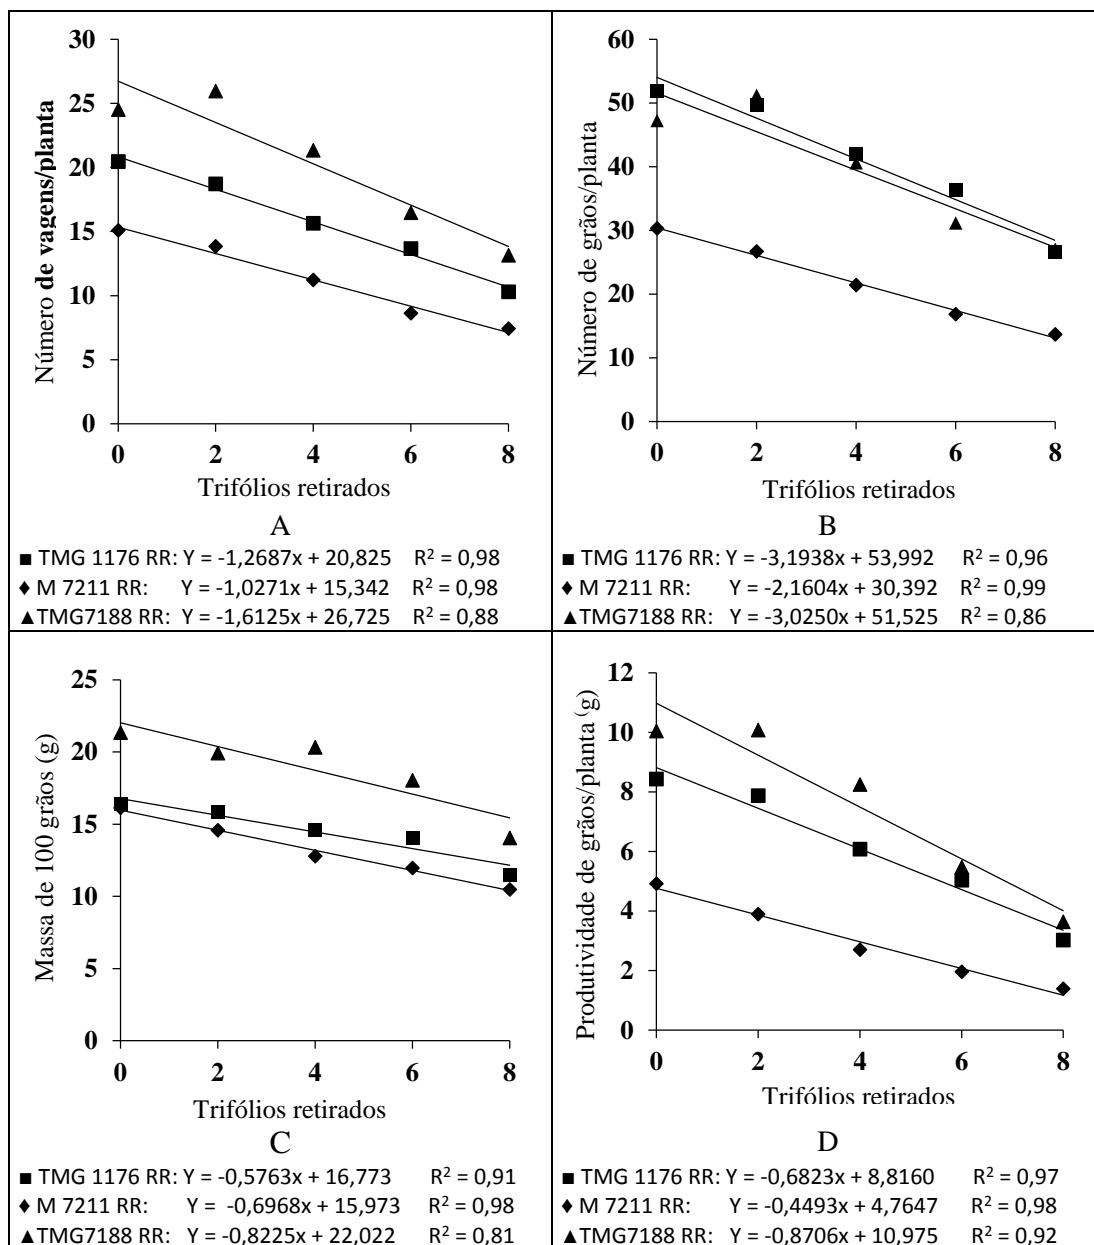 Número de vagens/planta
30
25
20
15
10
5
0
0 2 4 6 8
Trifólios retirados
A
■ TMG 1176 RR: Y = -1,2687x + 20,825 R² = 0,98
♦ M 7211 RR: Y = -1,0271x + 15,342 R² = 0,98
▲TMG7188 RR: Y = -1,6125x + 26,725 R² = 0,88
Número de grãos/planta
60
50
40
30
20
10
0
0 2 4 6 8
Trifólios retirados
B
■ TMG 1176 RR: Y = -3,1938x + 53,992 R² = 0,96
♦ M 7211 RR: Y = -2,1604x + 30,392 R² = 0,99
▲TMG7188 RR: Y = -3,0250x + 51,525 R² = 0,86
Massa de 100 grãos (g)
25
20
15
10
5
0
0 2 4 6 8
Trifólios retirados
C
■ TMG 1176 RR: Y = -0,5763x + 16,773 R² = 0,91
♦ M 7211 RR: Y = -0,6968x + 15,973 R² = 0,98
▲TMG7188 RR: Y = -0,8225x + 22,022 R² = 0,81
Produtividade de grãos/planta (g)
12
10
8
6
4
2
0
0 2 4 6 8
Trifólios retirados
D
■ TMG 1176 RR: Y = -0,6823x + 8,8160 R² = 0,97
♦ M 7211 RR: Y = -0,4493x + 4,7647 R² = 0,98
▲TMG7188 RR: Y = -0,8706x + 10,975 R² = 0,92